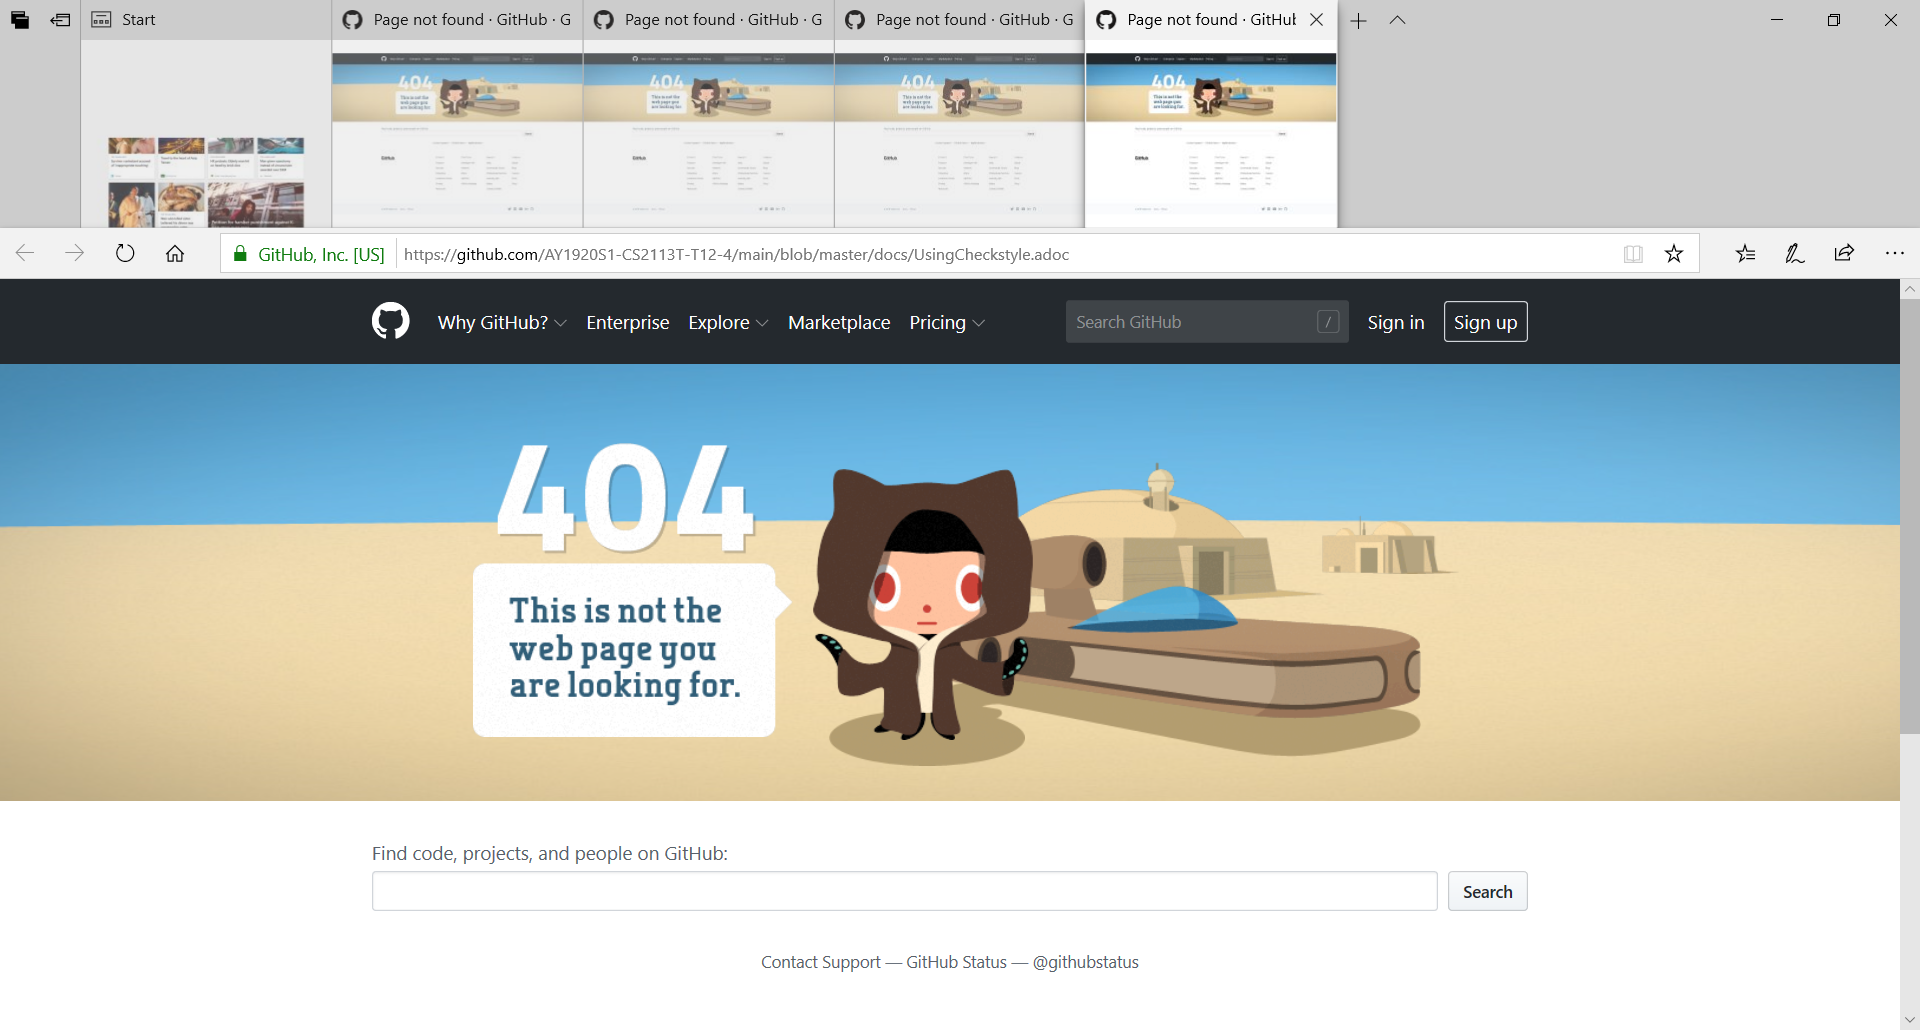 Start
Page not found · GitHub · G
Page not found · GitHub · G
Page not found · GitHub · G
Page not found · GitHub
GitHub, Inc. [US]
https://github.com/AY1920S1-CS2113T-T12-4/main/blob/master/docs/UsingCheckstyle.adoc
Why GitHub?
Enterprise
Explore
Marketplace
Pricing
Search GitHub
/
Sign in
Sign up
404
This is not the
web page you
are looking for.
Find code, projects, and people on GitHub:
Search
Contact Support — GitHub Status — @githubstatus